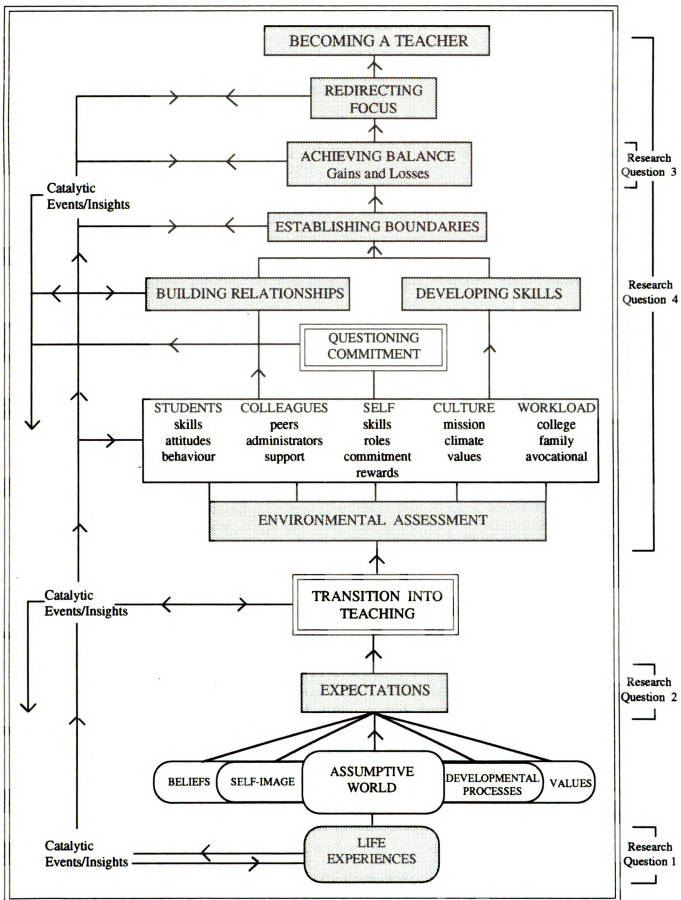 BECOMING A TEACHER
REDIRECTING
FOCUS
ACHIEVING BALANCE
Gains and Losses
Research
Question 3
Catalytic
Events/Insights
ESTABLISHING BOUNDARIES
Research
Question 4
BUILDING RELATIONSHIPS
DEVELOPING SKILLS
QUESTIONING
COMMITMENT
STUDENTS
skills
attitudes
behaviour
COLLEAGUES
peers
administrators
support
SELF
skills
roles
commitment
rewards
CULTURE
mission
climate
values
WORKLOAD
college
family
avocational
ENVIRONMENTAL ASSESSMENT
Catalytic
Events/Insights
TRANSITION INTO
TEACHING
EXPECTATIONS
Research
Question 2
BELIEFS
SELF-IMAGE
ASSUMPTIVE
WORLD
DEVELOPMENTAL
PROCESSES
VALUES
Catalytic
Events/Insights
LIFE
EXPERIENCES
Research
Question 1